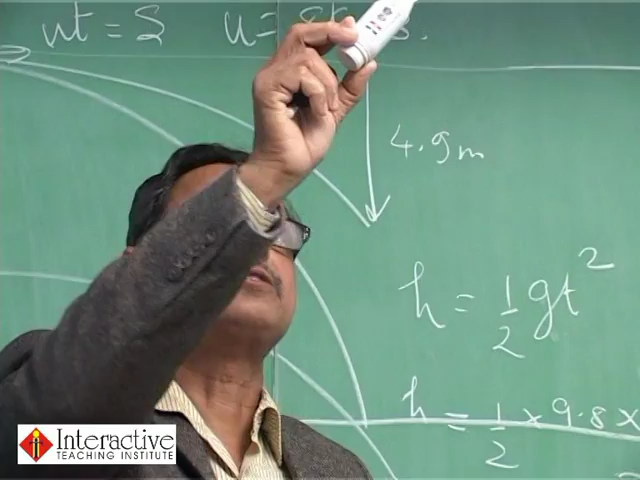 ut = S u =
4.9m
h = 1/2 gt²
h = 1/2 × 9.8 ×
Interactive
TEACHING INSTITUTE